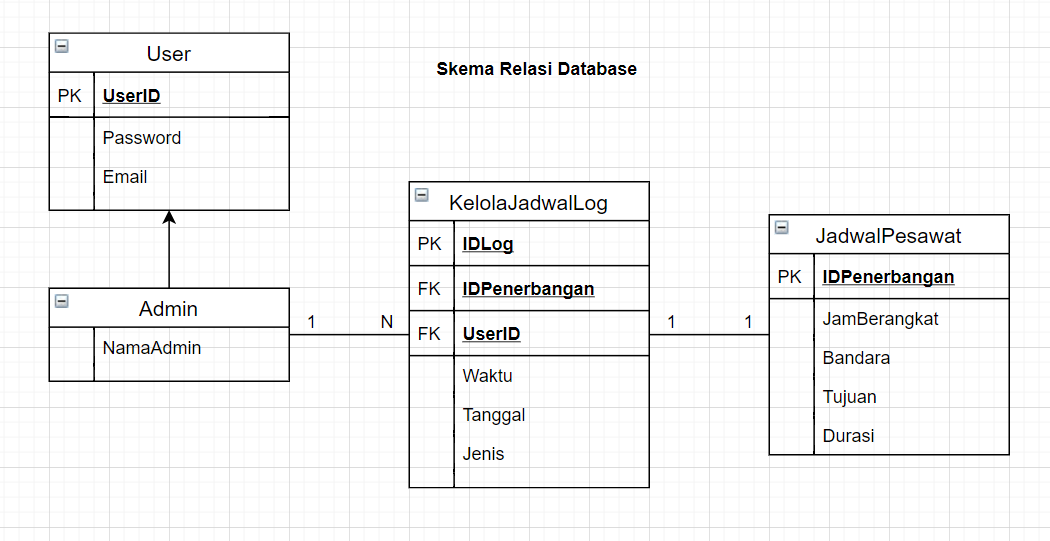 Skema Relasi Database
User
PK UserID
Password
Email
Admin
NamaAdmin
1 N
KelolaJadwalLog
PK IDLog
FK IDPenerbangan
FK UserID
Waktu
Tanggal
Jenis
1 1
JadwalPesawat
PK IDPenerbangan
JamBerangkat
Bandara
Tujuan
Durasi